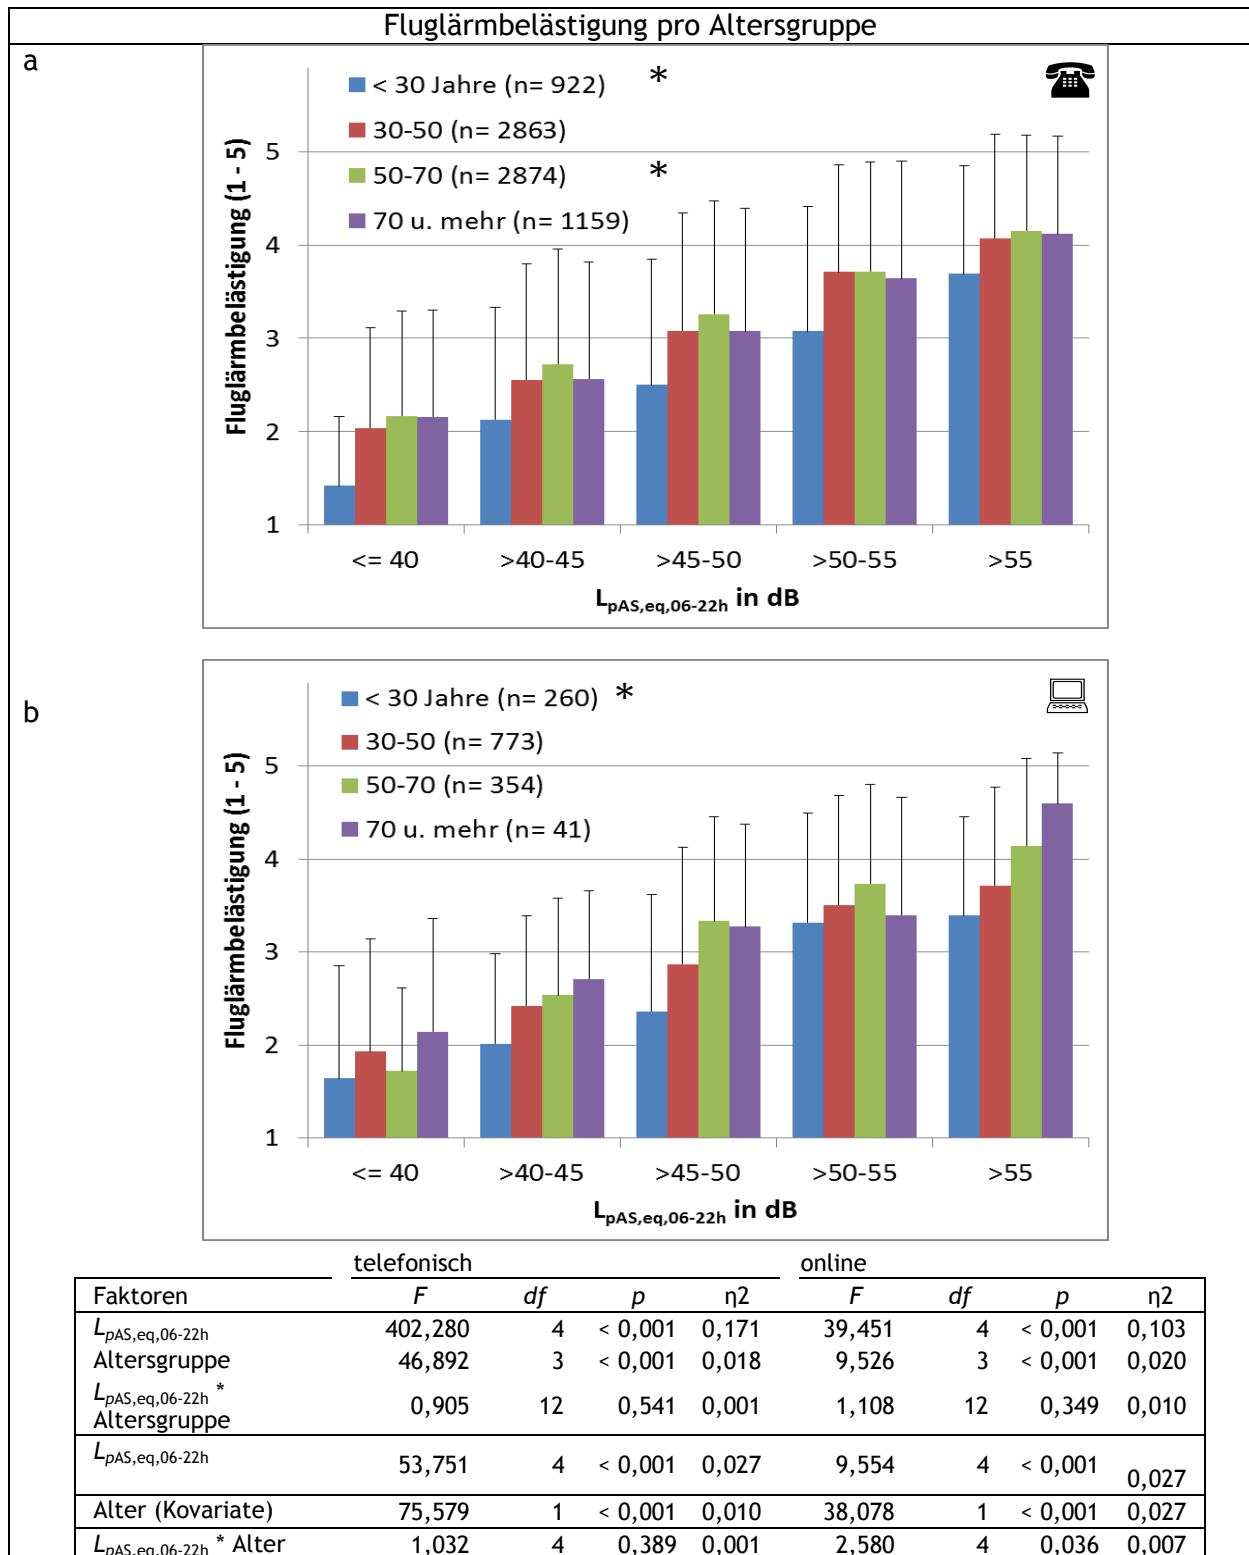 Fluglärmbelästigung pro Altersgruppe
a
< 30 Jahre (n= 922) *
30-50 (n= 2863)
50-70 (n= 2874) *
70 u. mehr (n= 1159)
Fluglärmbelästigung (1 - 5)
5
4
3
2
1
<= 40 >40-45 >45-50 >50-55 >55
LpAS,eq,06-22h in dB
b
< 30 Jahre (n= 260) *
30-50 (n= 773)
50-70 (n= 354)
70 u. mehr (n= 41)
Fluglärmbelästigung (1 - 5)
5
4
3
2
1
<= 40 >40-45 >45-50 >50-55 >55
LpAS,eq,06-22h in dB
telefonisch online
Faktoren F df p η2 F df p η2
LpAS,eq,06-22h 402,280 4 < 0,001 0,171 39,451 4 < 0,001 0,103
Altersgruppe 46,892 3 < 0,001 0,018 9,526 3 < 0,001 0,020
LpAS,eq,06-22h *
Altersgruppe 0,905 12 0,541 0,001 1,108 12 0,349 0,010
LpAS,eq,06-22h 53,751 4 < 0,001 0,027 9,554 4 < 0,001 0,027
Alter (Kovariate) 75,579 1 < 0,001 0,010 38,078 1 < 0,001 0,027
LpAS,eq,06-22h * Alter 1,032 4 0,389 0,001 2,580 4 0,036 0,007